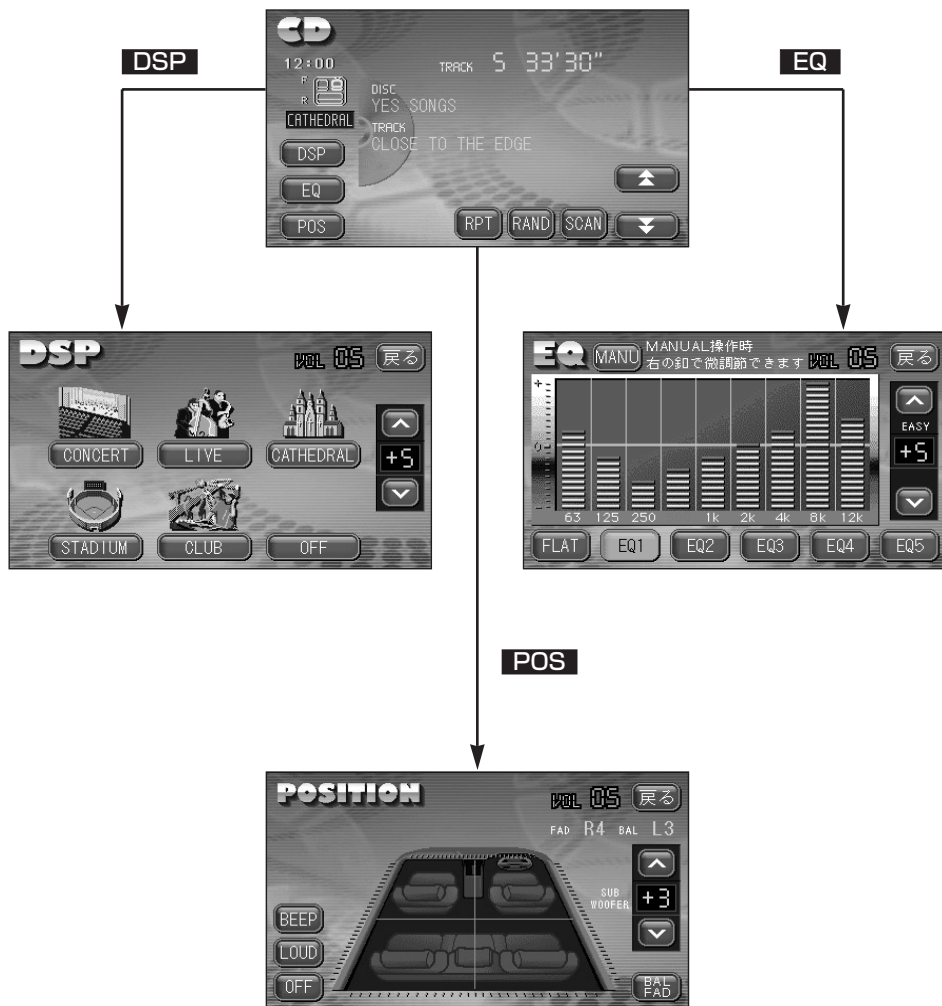 CD
DSP
EQ
12:00
TRACK 5 33'30"
F
R
DISC
YES SONGS
CATHEDRAL
TRACK
CLOSE TO THE EDGE
DSP
EQ
POS
RPT RAND SCAN
DSP
VOL 05 戻る
CONCERT LIVE CATHEDRAL
+5
STADIUM CLUB OFF
EQ MANU MANUAL操作時
右の釦で微調節できます VOL 05 戻る
+
0
-
EASY
+5
63 125 250 1k 2k 4k 8k 12k
FLAT EQ1 EQ2 EQ3 EQ4 EQ5
POS
POSITION
VOL 05 戻る
FAD R4 BAL L3
SUB
WOOFER +3
BEEP
LOUD
OFF
BAL
FAD